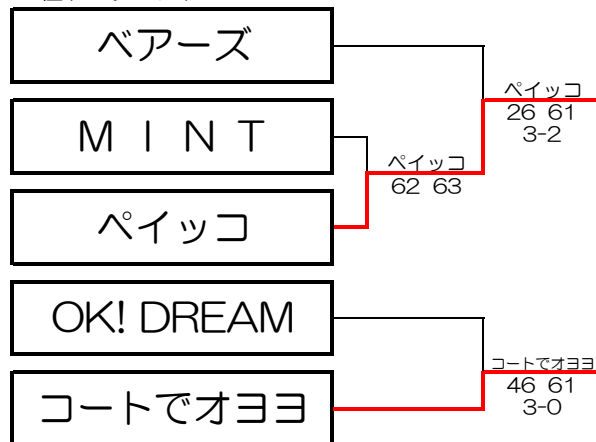 ベアーズ
ペイッコ
26 61
3-2
MINT
ペイッコ
62 63
ペイッコ
OK! DREAM
コートでオヨヨ
46 61
3-0
コートでオヨヨ